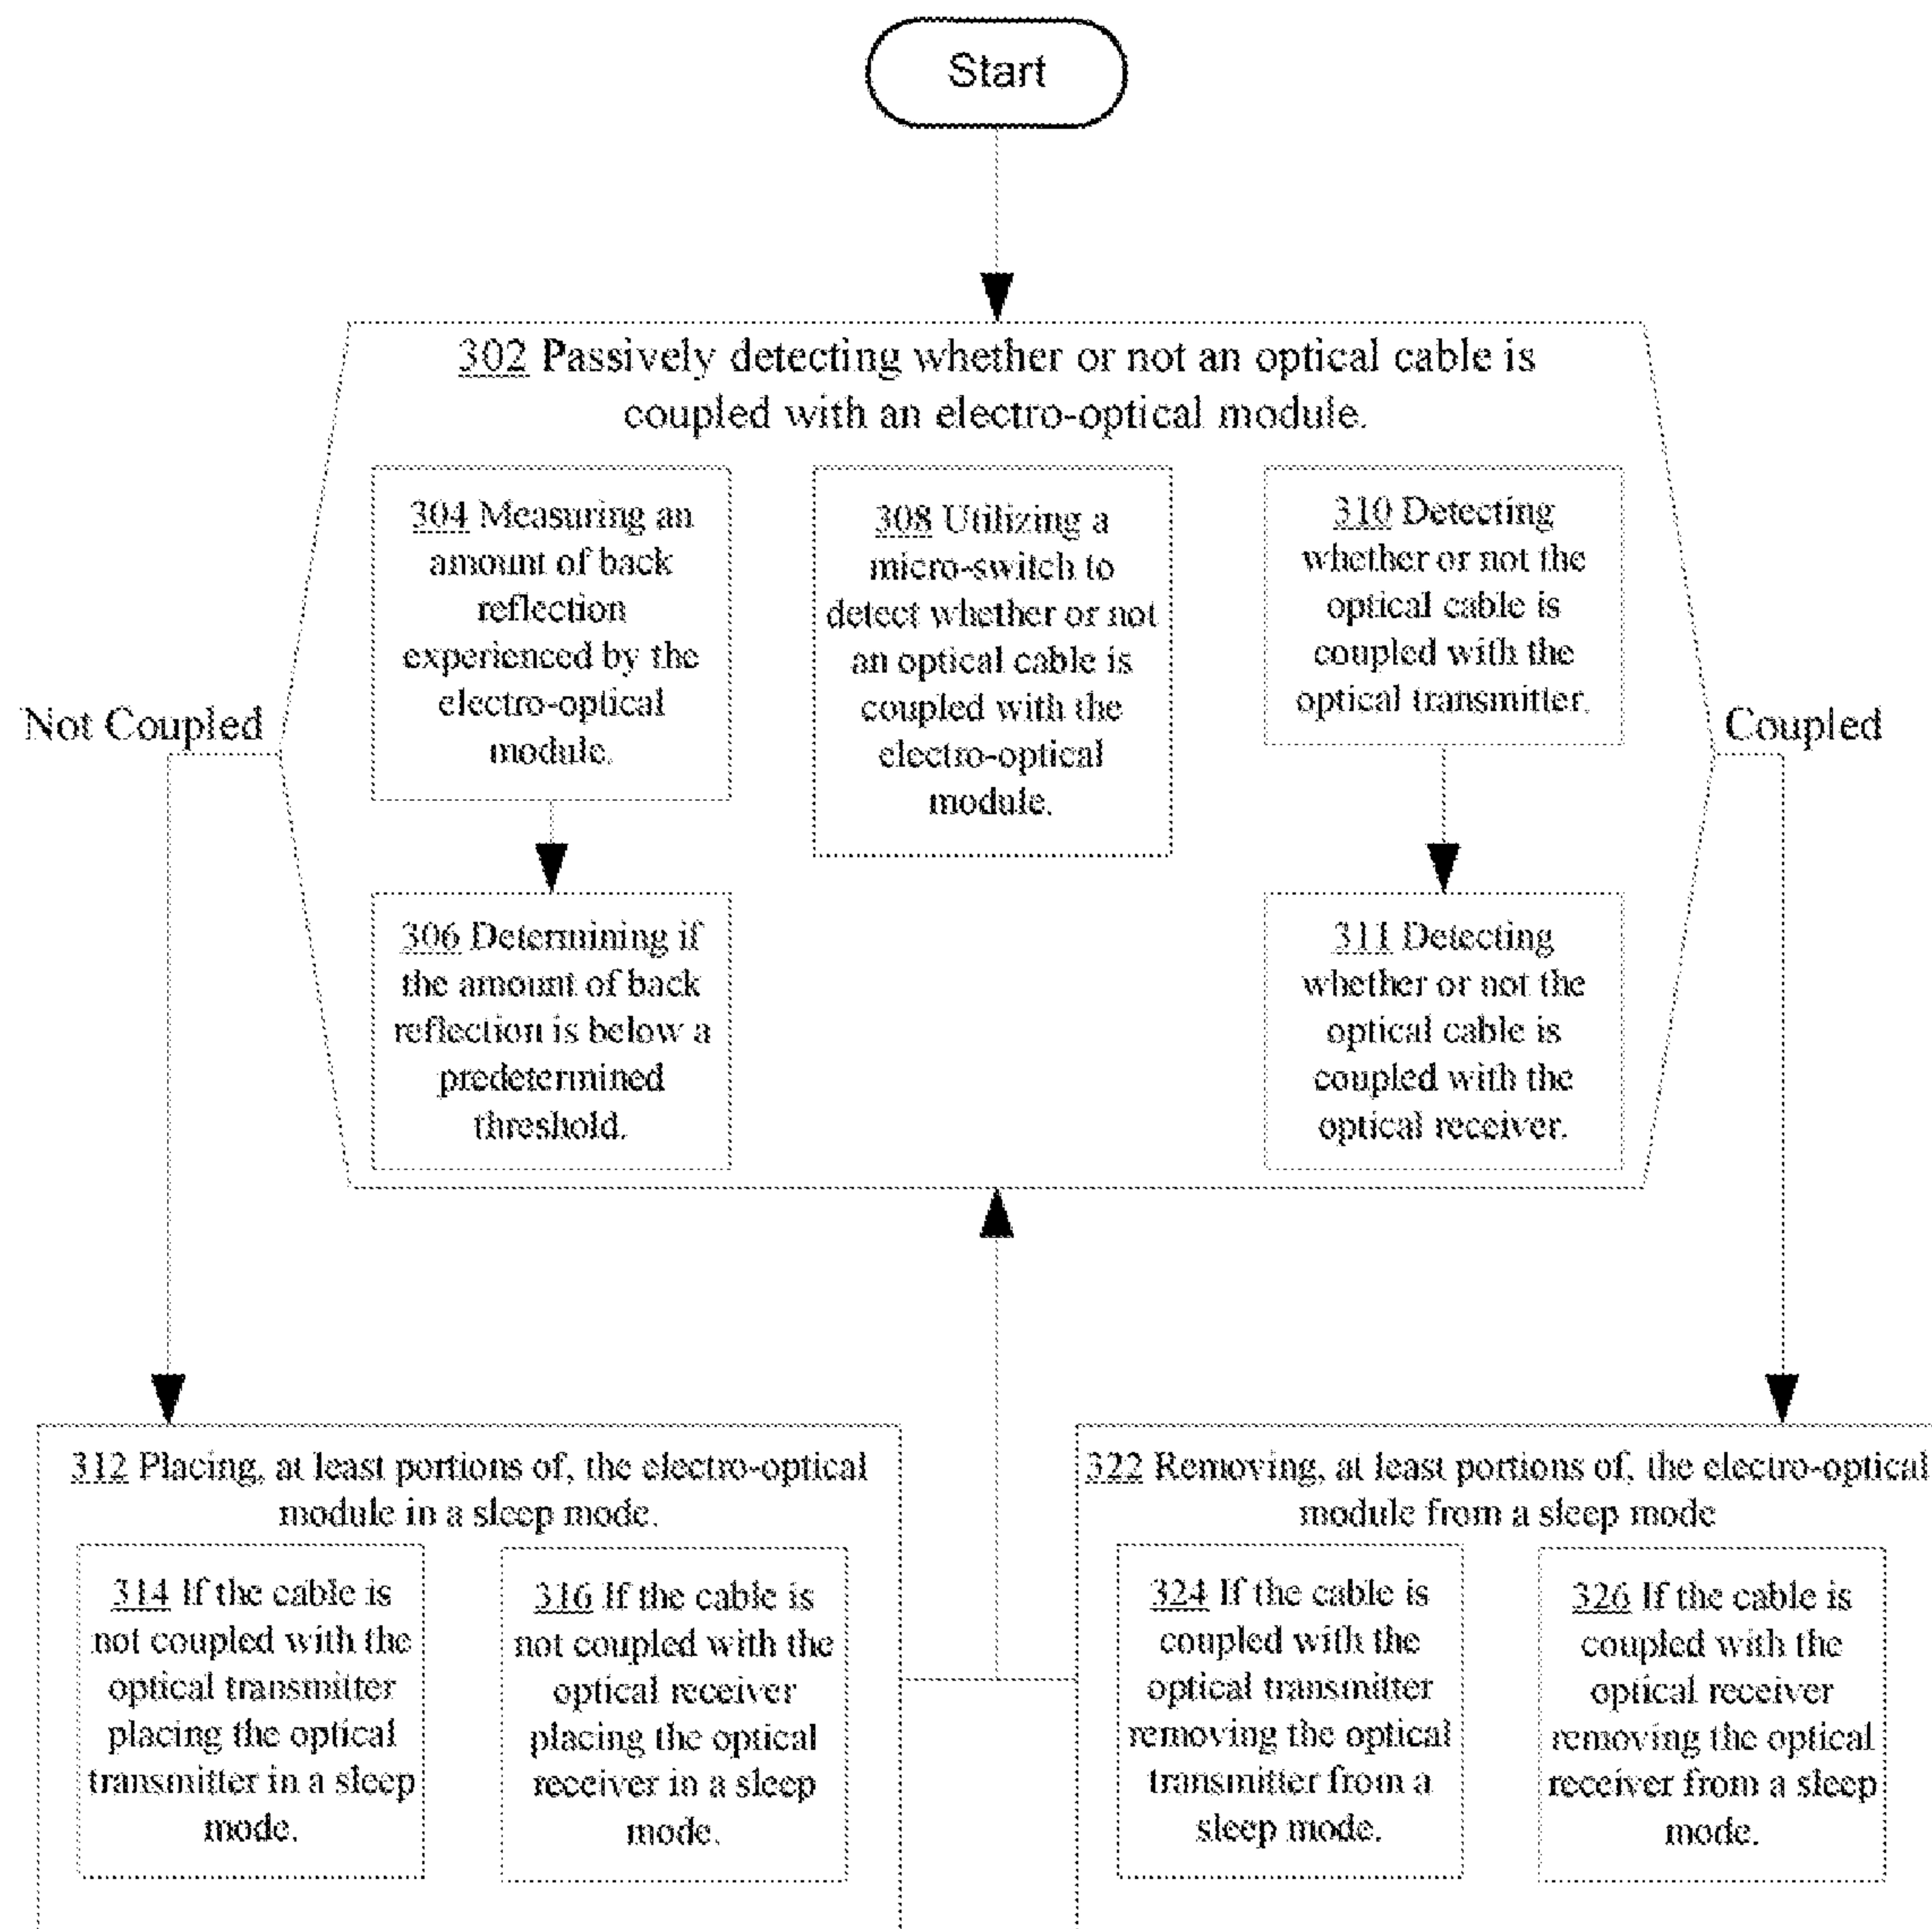 Start
302 Passively detecting whether or not an optical cable is
coupled with an electro-optical module.
304 Measuring an
amount of back
reflection
experienced by the
electro-optical
module.
308 Utilizing a
micro-switch to
detect whether or not
an optical cable is
coupled with the
electro-optical
module.
310 Detecting
whether or not the
optical cable is
coupled with the
optical transmitter.
Not Coupled
Coupled
306 Determining if
the amount of back
reflection is below a
predetermined
threshold.
311 Detecting
whether or not the
optical cable is
coupled with the
optical receiver.
312 Placing, at least portions of, the electro-optical
module in a sleep mode.
314 If the cable is
not coupled with the
optical transmitter
placing the optical
transmitter in a sleep
mode.
316 If the cable is
not coupled with the
optical receiver
placing the optical
receiver in a sleep
mode.
322 Removing, at least portions of, the electro-optical
module from a sleep mode
324 If the cable is
coupled with the
optical transmitter
removing the optical
transmitter from a
sleep mode.
326 If the cable is
coupled with the
optical receiver
removing the optical
receiver from a sleep
mode.